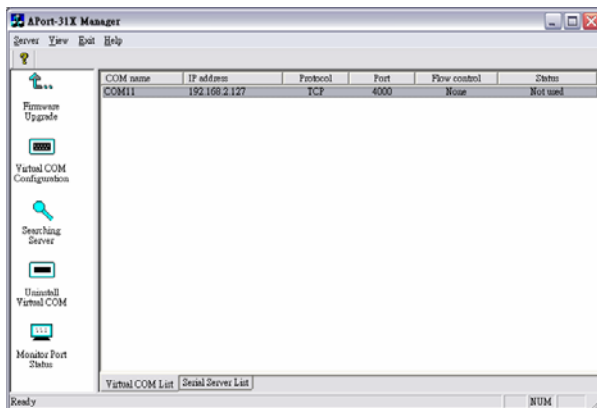 APort-31X Manager
Server View Exit Help
Firmware
Upgrade
Virtual COM
Configuration
Searching
Server
Uninstall
Virtual COM
Monitor Port
Status
COM name IP address Protocol Port Flow control Status
COM11 192.168.2.127 TCP 4000 None Not used
Virtual COM List Serial Server List
Ready NUM